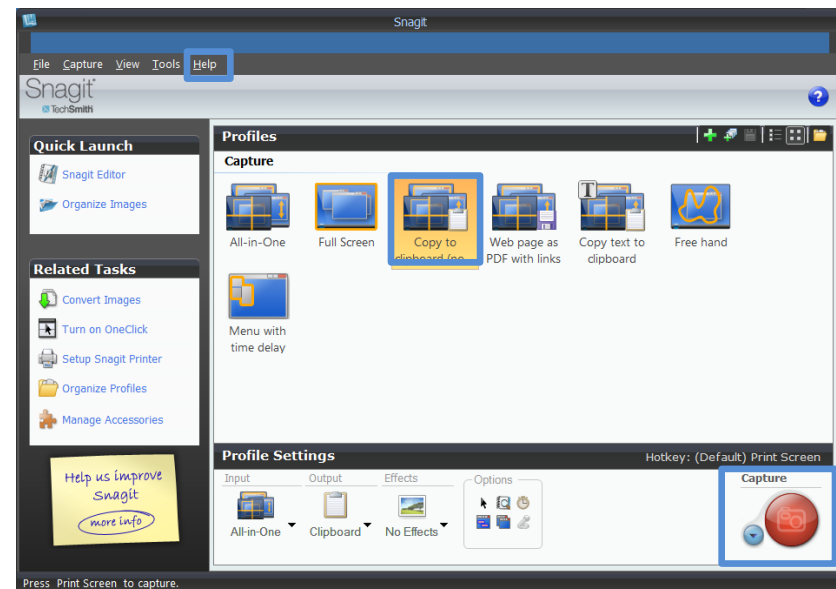 Snagit
File Capture View Tools Help
Snagit
TechSmith
?
Quick Launch
Snagit Editor
Organize Images
Related Tasks
Convert Images
Turn on OneClick
Setup Snagit Printer
Organize Profiles
Manage Accessories
Help us improve
Snagit
more info
Profiles
Capture
All-in-One
Full Screen
Copy to
clipboard (no
Web page as
PDF with links
T
Copy text to
clipboard
Free hand
Menu with
time delay
Profile Settings
Hotkey: (Default) Print Screen
Input
All-in-One
Output
Clipboard
Effects
No Effects
Options
Capture
Press Print Screen to capture.